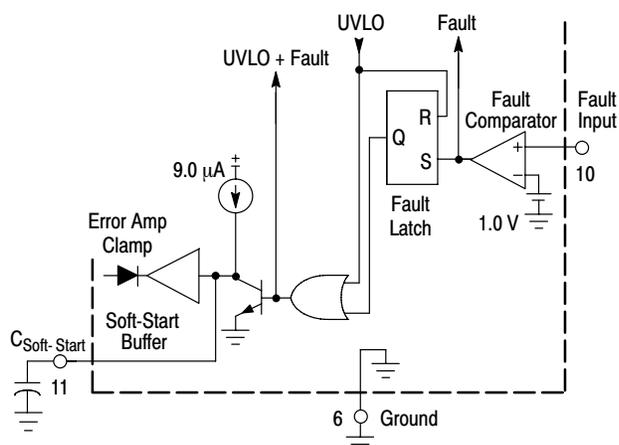 UVLO
Fault
UVLO + Fault
R
Q
S
Fault
Comparator
Fault
Input
+
–
10
1.0 V
Fault
Latch
9.0 µA
+
–
Error Amp
Clamp
Soft-Start
Buffer
CSoft- Start
11
6
Ground